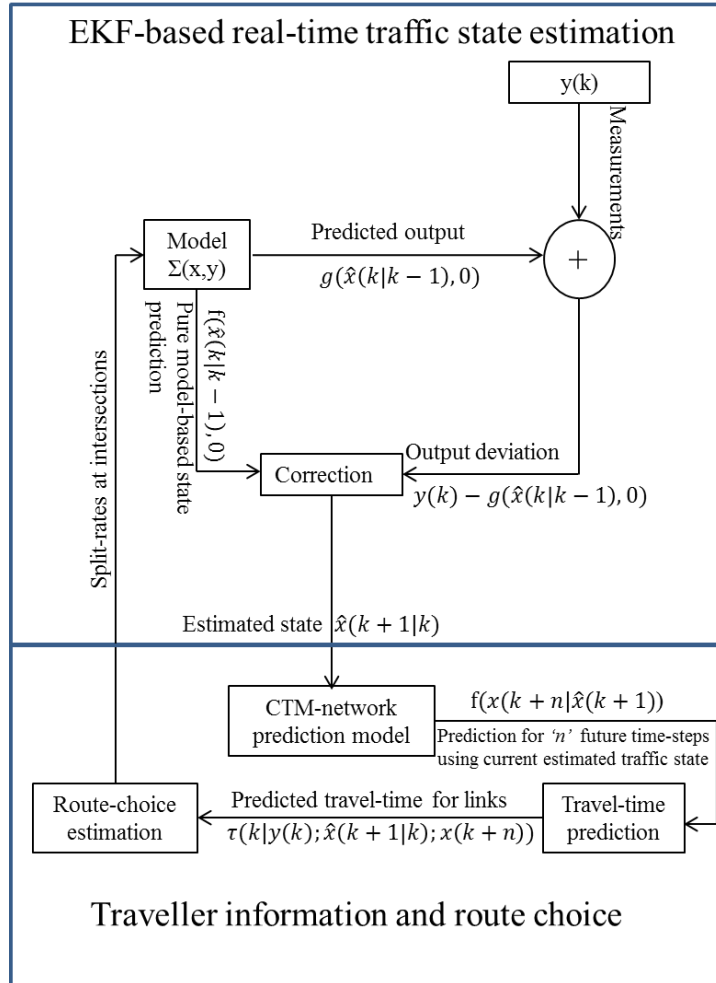 EKF-based real-time traffic state estimation
y(k)
Measurements
Model
Σ(x,y)
Predicted output
g(x̂(k|k − 1), 0)
+
f(x̂(k|k − 1), 0)
Pure model-based state
prediction
Split-rates at intersections
Correction
Output deviation
y(k) − g(x̂(k|k − 1), 0)
Estimated state x̂(k + 1|k)
CTM-network
prediction model
f(x(k + n|x̂(k + 1))
Prediction for ‘n’ future time-steps
using current estimated traffic state
Route-choice
estimation
Predicted travel-time for links
τ(k|y(k); x̂(k + 1|k); x(k + n))
Travel-time
prediction
Traveller information and route choice